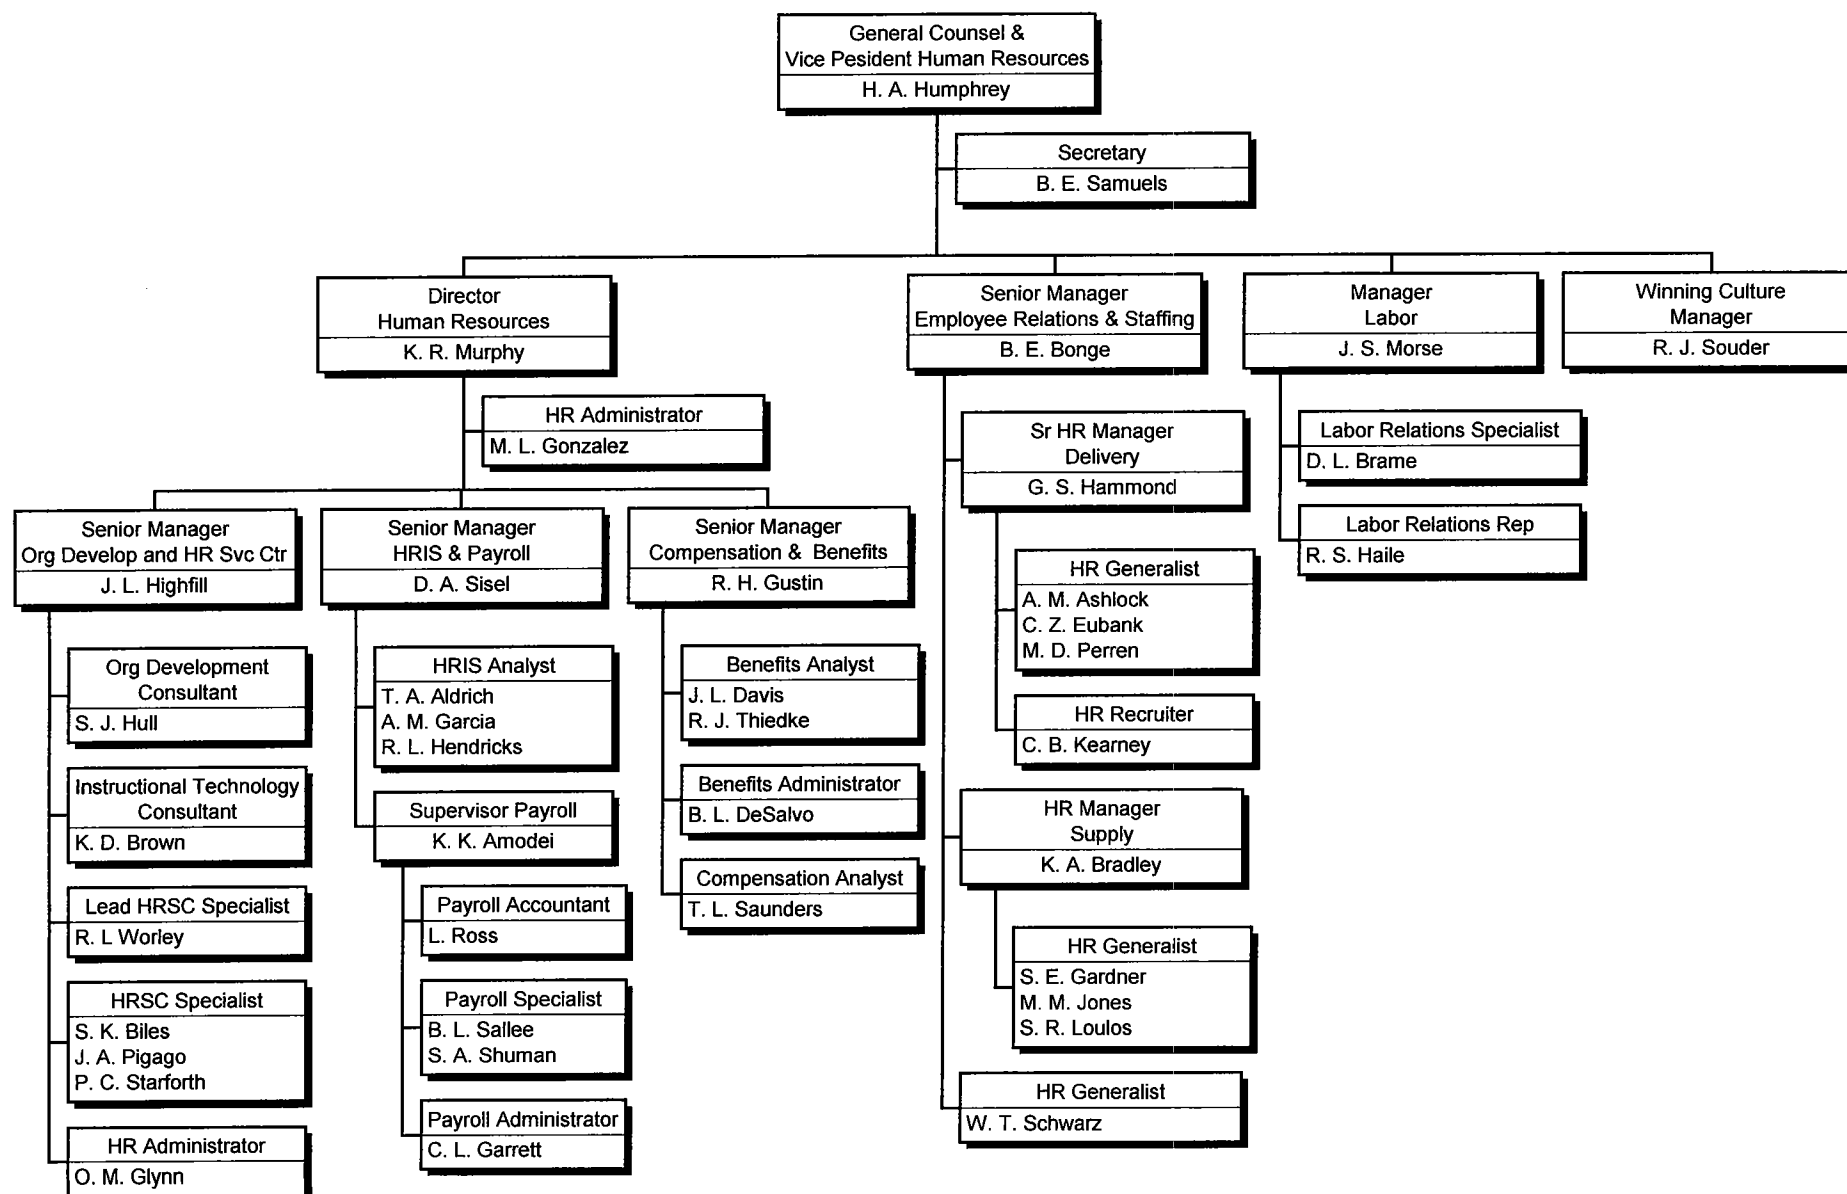 General Counsel &
Vice Pesident Human Resources
H. A. Humphrey
Secretary
B. E. Samuels
Director
Human Resources
K. R. Murphy
HR Administrator
M. L. Gonzalez
Senior Manager
Org Develop and HR Svc Ctr
J. L. Highfill
Org Development
Consultant
S. J. Hull
Instructional Technology
Consultant
K. D. Brown
Lead HRSC Specialist
R. L Worley
HRSC Specialist
S. K. Biles
J. A. Pigago
P. C. Starforth
HR Administrator
O. M. Glynn
Senior Manager
HRIS & Payroll
D. A. Sisel
HRIS Analyst
T. A. Aldrich
A. M. Garcia
R. L. Hendricks
Supervisor Payroll
K. K. Amodei
Payroll Accountant
L. Ross
Payroll Specialist
B. L. Sallee
S. A. Shuman
Payroll Administrator
C. L. Garrett
Senior Manager
Compensation & Benefits
R. H. Gustin
Benefits Analyst
J. L. Davis
R. J. Thiedke
Benefits Administrator
B. L. DeSalvo
Compensation Analyst
T. L. Saunders
Senior Manager
Employee Relations & Staffing
B. E. Bonge
Sr HR Manager
Delivery
G. S. Hammond
HR Generalist
A. M. Ashlock
C. Z. Eubank
M. D. Perren
HR Recruiter
C. B. Kearney
HR Manager
Supply
K. A. Bradley
HR Generalist
S. E. Gardner
M. M. Jones
S. R. Loulos
HR Generalist
W. T. Schwarz
Manager
Labor
J. S. Morse
Labor Relations Specialist
D. L. Brame
Labor Relations Rep
R. S. Haile
Winning Culture
Manager
R. J. Souder